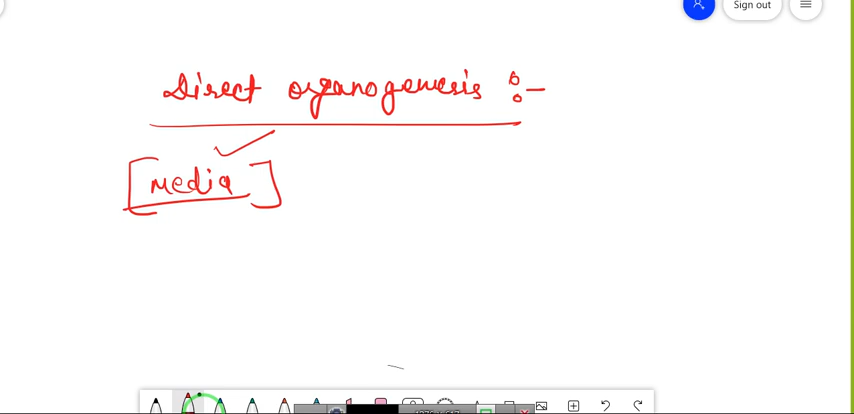 Sign out
Direct organogenesis :-
[Media]